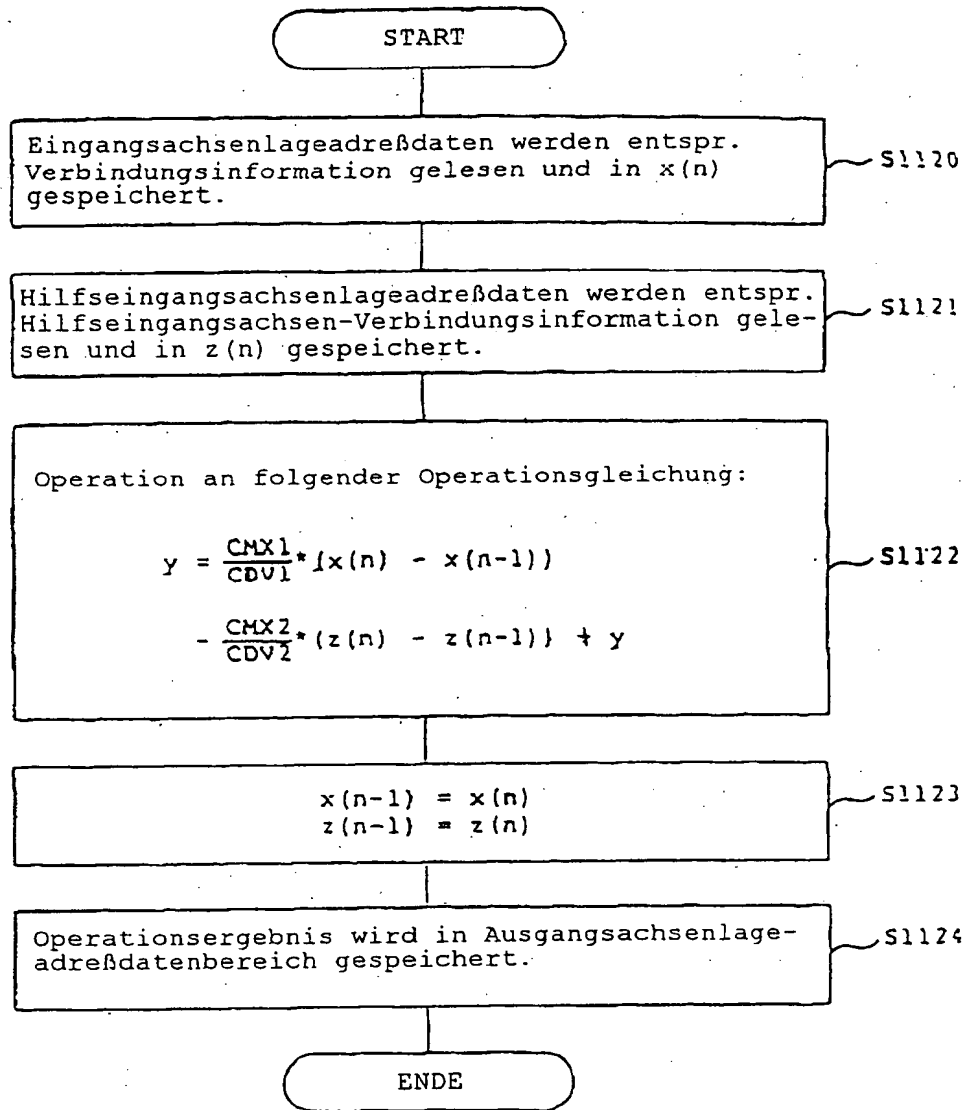 START
Eingangsachsenlageadreßdaten werden entspr.
Verbindungsinformation gelesen und in x(n)
gespeichert.
S1120
Hilfseingangsachsenlageadreßdaten werden entspr.
Hilfseingangsachsen-Verbindungsinformation gele-
sen und in z(n) gespeichert.
S1121
Operation an folgender Operationsgleichung:
y = CMX1/CDV1 * {x(n) - x(n-1)}
- CMX2/CDV2 * {z(n) - z(n-1)} + y
S1122
x(n-1) = x(n)
z(n-1) = z(n)
S1123
Operationsergebnis wird in Ausgangsachsenlage-
adreßdatenbereich gespeichert.
S1124
ENDE